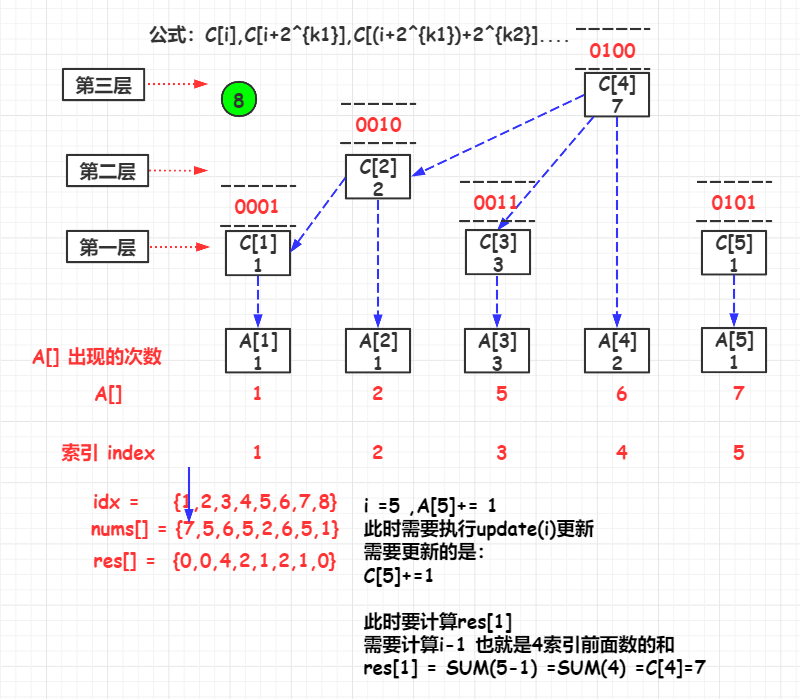 公式：C[i],C[i+2^{k1}],C[(i+2^{k1})+2^{k2}]....
0100
第三层
8
C[4]
7
0010
第二层
C[2]
2
0001
0011
0101
第一层
C[1]
1
C[3]
3
C[5]
1
A[] 出现的次数
A[1]
1
A[2]
1
A[3]
3
A[4]
2
A[5]
1
A[] 1 2 5 6 7
索引 index 1 2 3 4 5
idx = {1,2,3,4,5,6,7,8}
nums[] = {7,5,6,5,2,6,5,1}
res[] = {0,0,4,2,1,2,1,0}
i =5 ,A[5]+= 1
此时需要执行update(i)更新
需要更新的是：
C[5]+=1
此时要计算res[1]
需要计算i-1 也就是4索引前面数的和
res[1] = SUM(5-1) =SUM(4) =C[4]=7